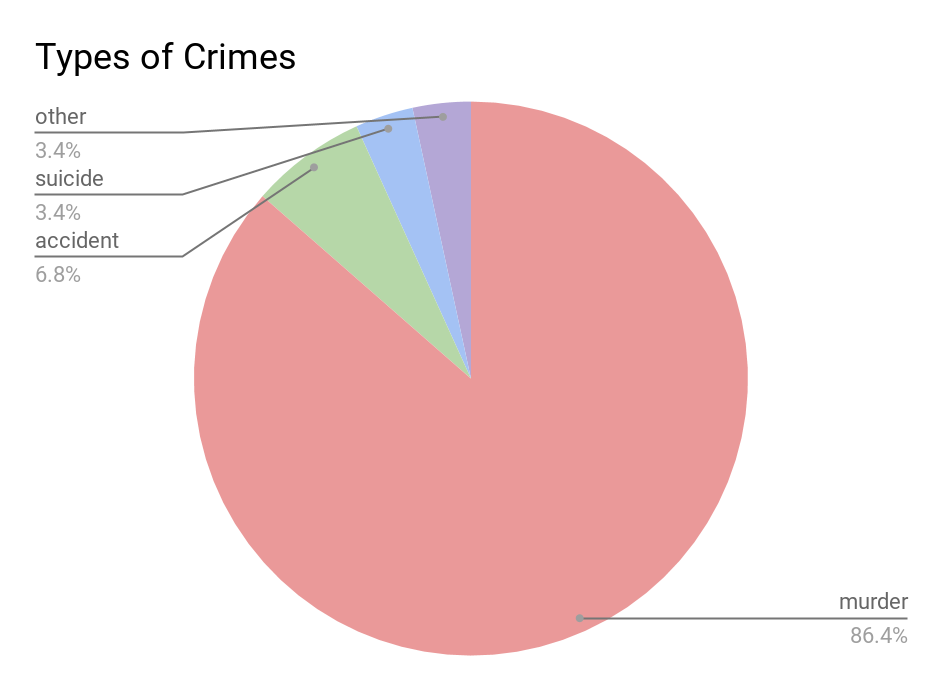 Types of Crimes
other
3.4%
suicide
3.4%
accident
6.8%
murder
86.4%